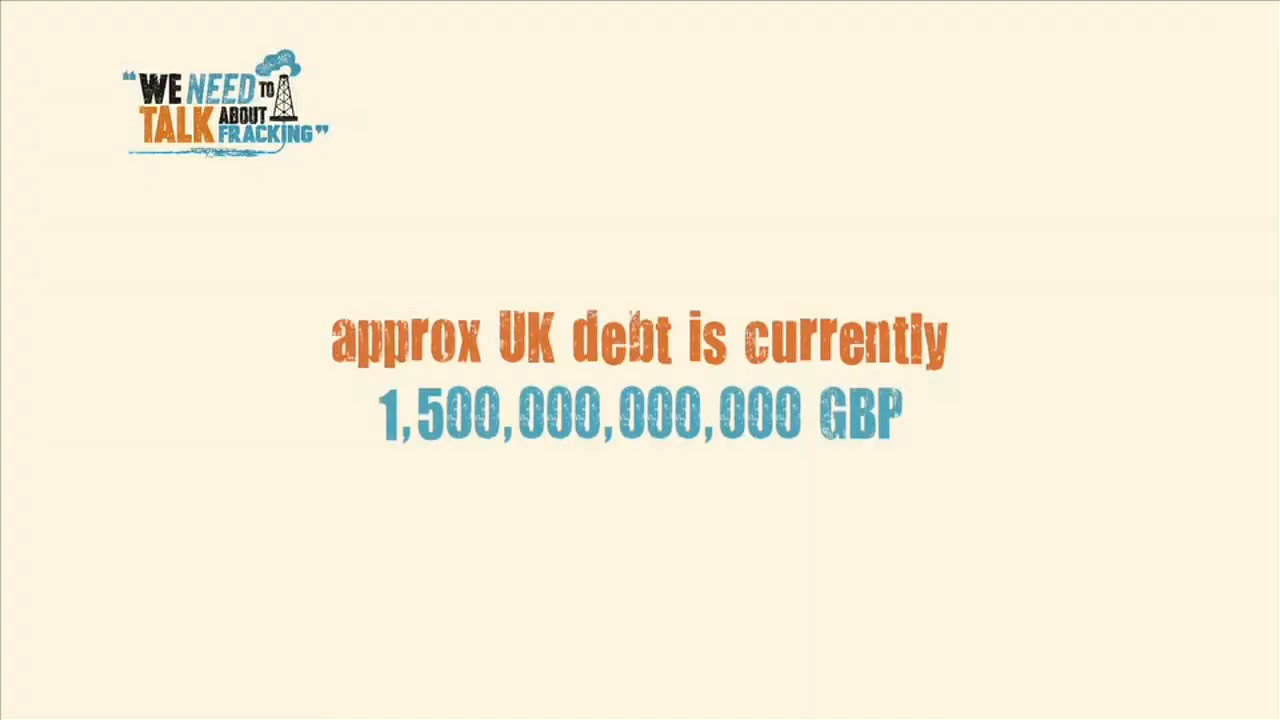 "WE NEED TO
TALK ABOUT
FRACKING"
approx UK debt is currently
1,500,000,000,000 GBP